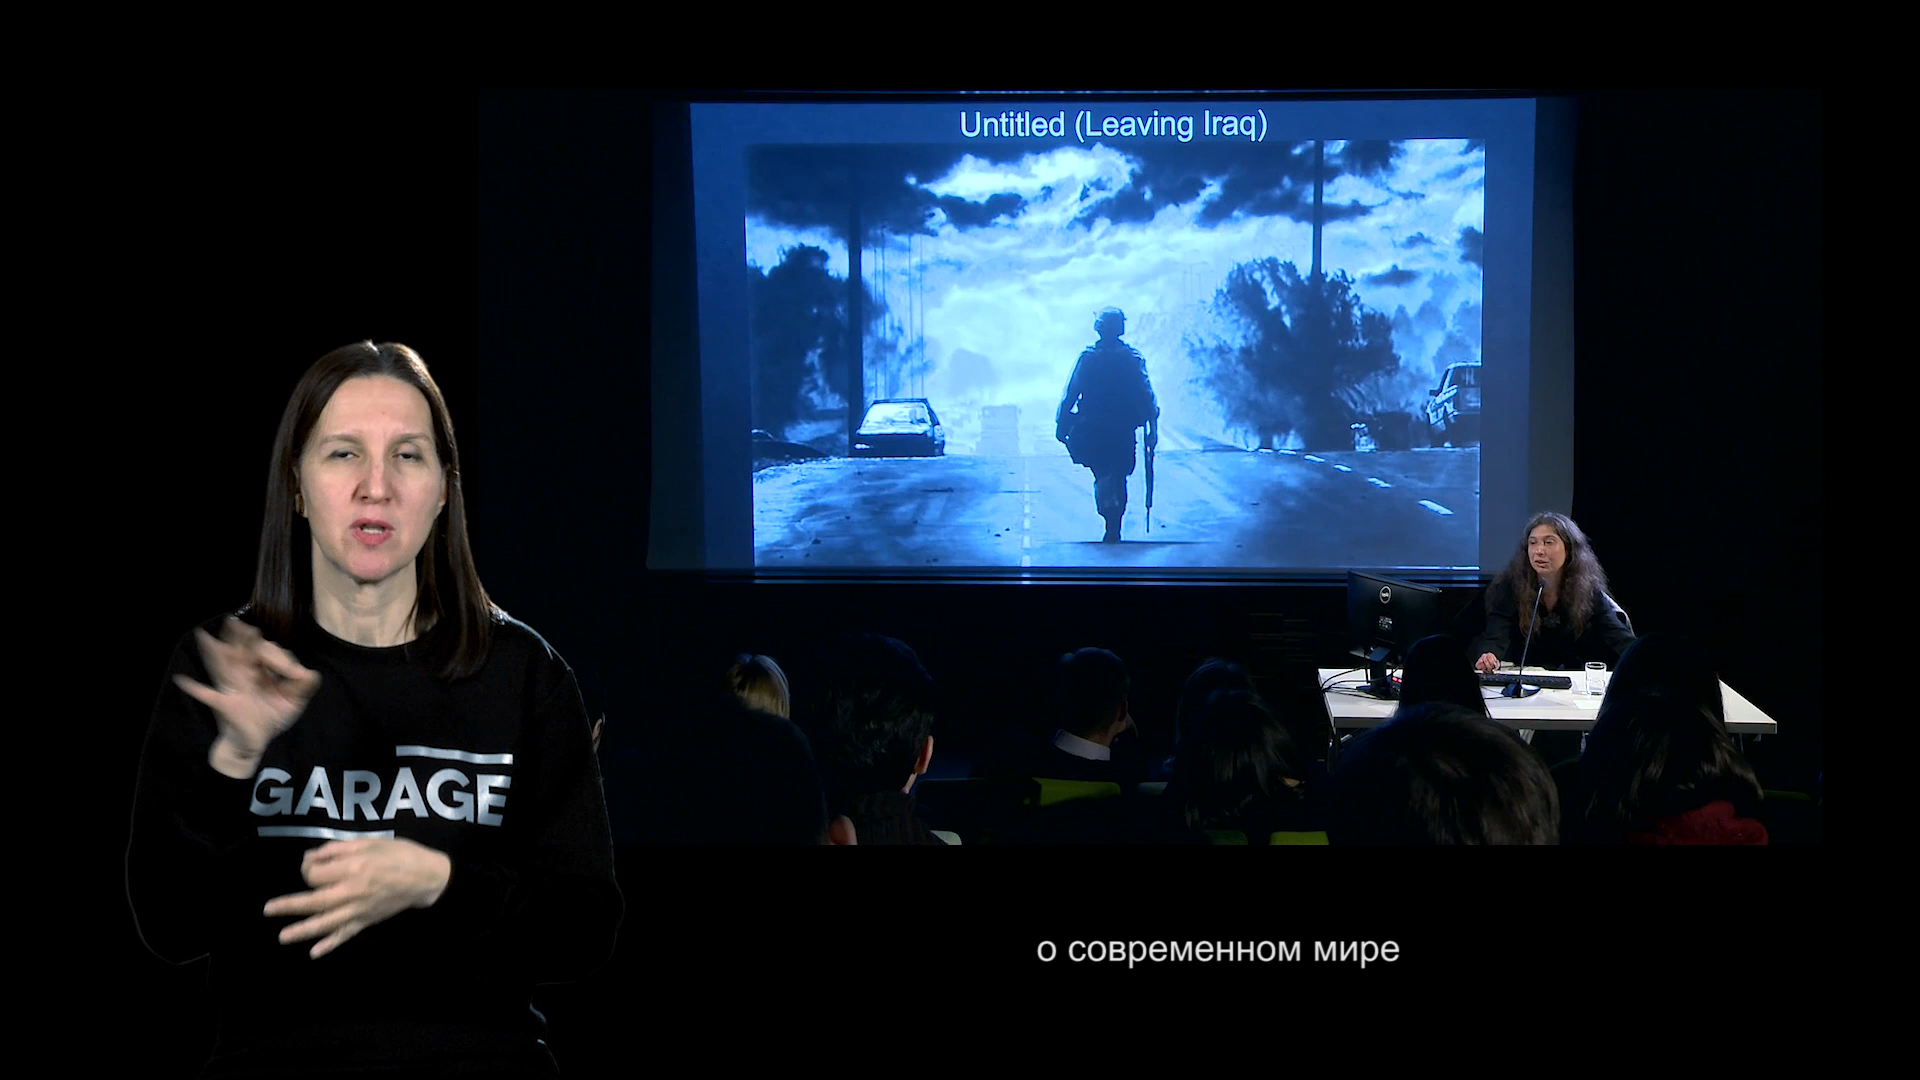 Untitled (Leaving Iraq)
GARAGE
о современном мире